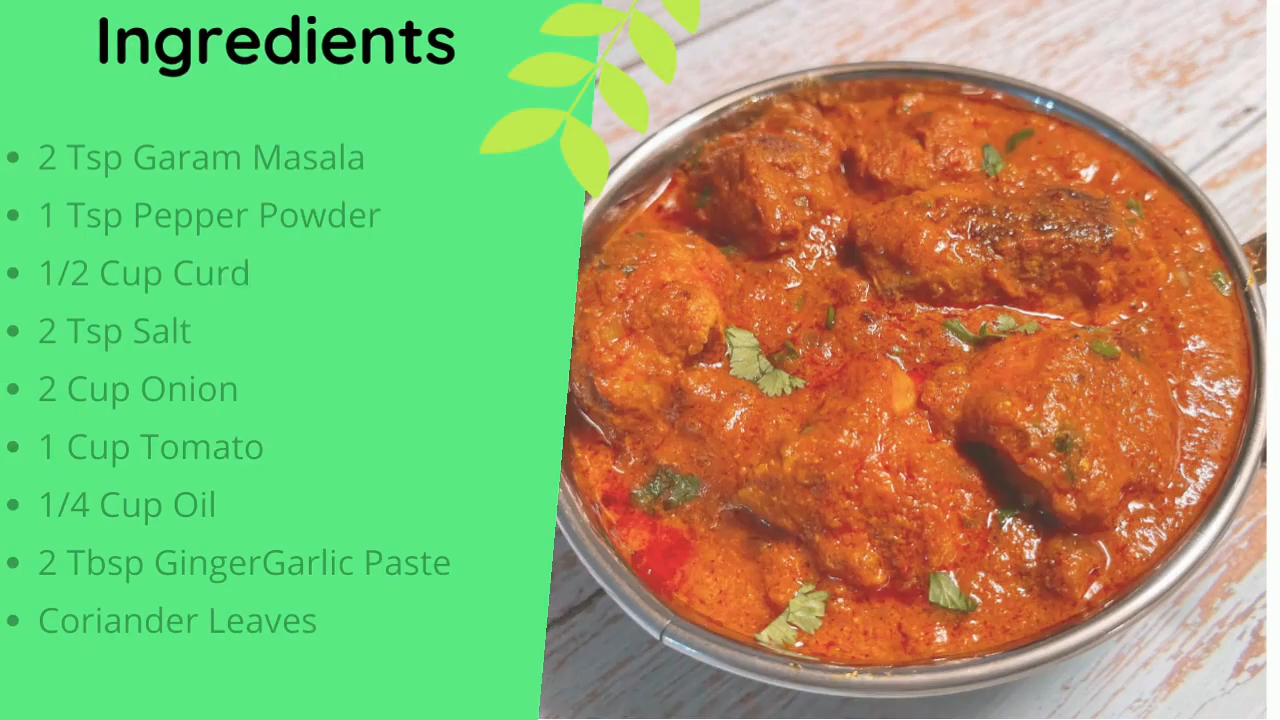 Ingredients
2 Tsp Garam Masala
1 Tsp Pepper Powder
1/2 Cup Curd
2 Tsp Salt
2 Cup Onion
1 Cup Tomato
1/4 Cup Oil
2 Tbsp GingerGarlic Paste
Coriander Leaves